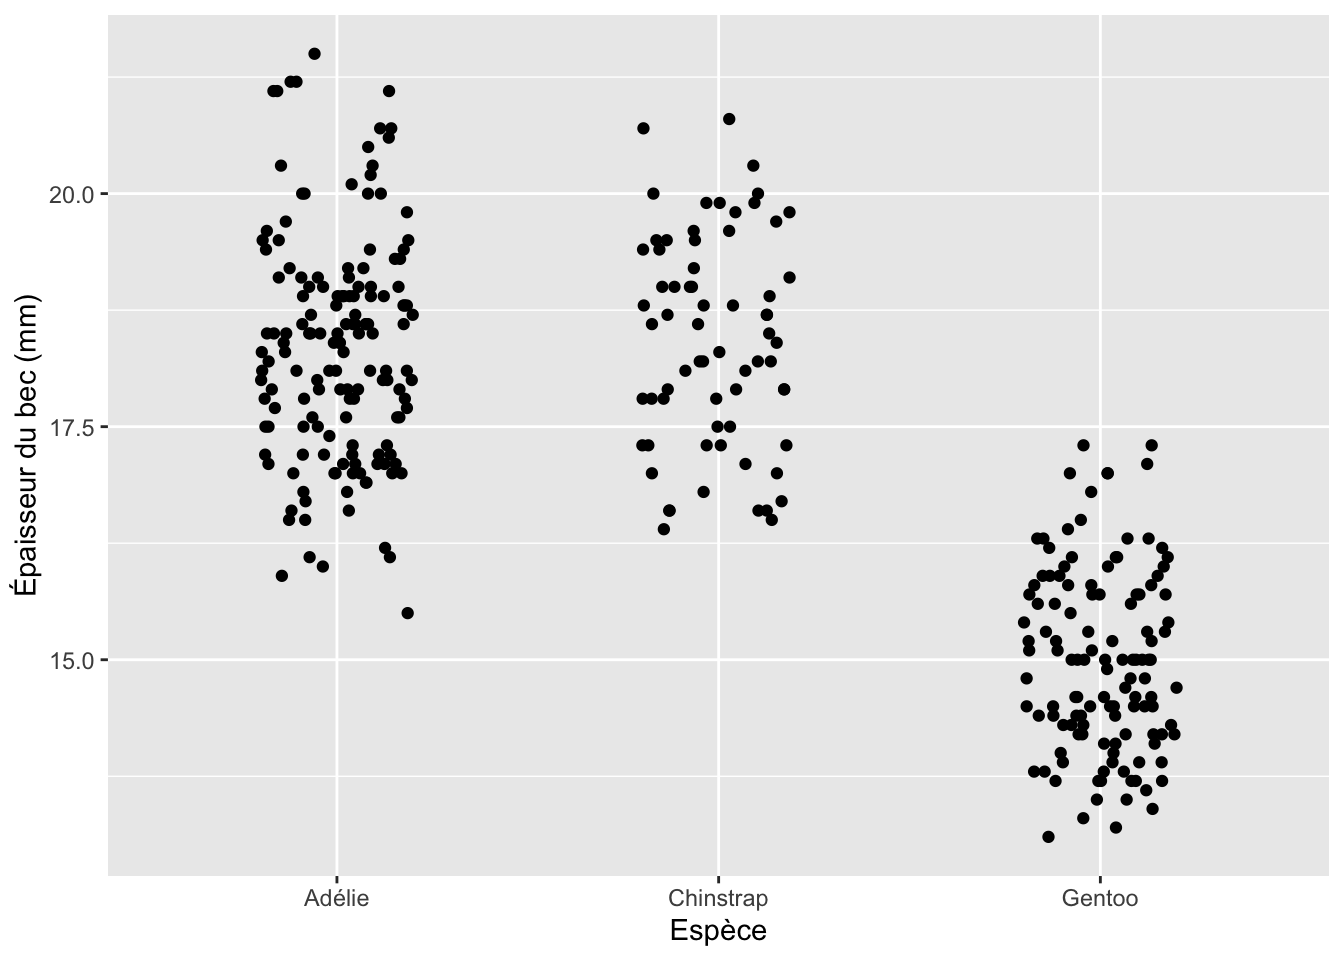 Épaisseur du bec (mm)
20.0
17.5
15.0
Adélie
Chinstrap
Gentoo
Espèce